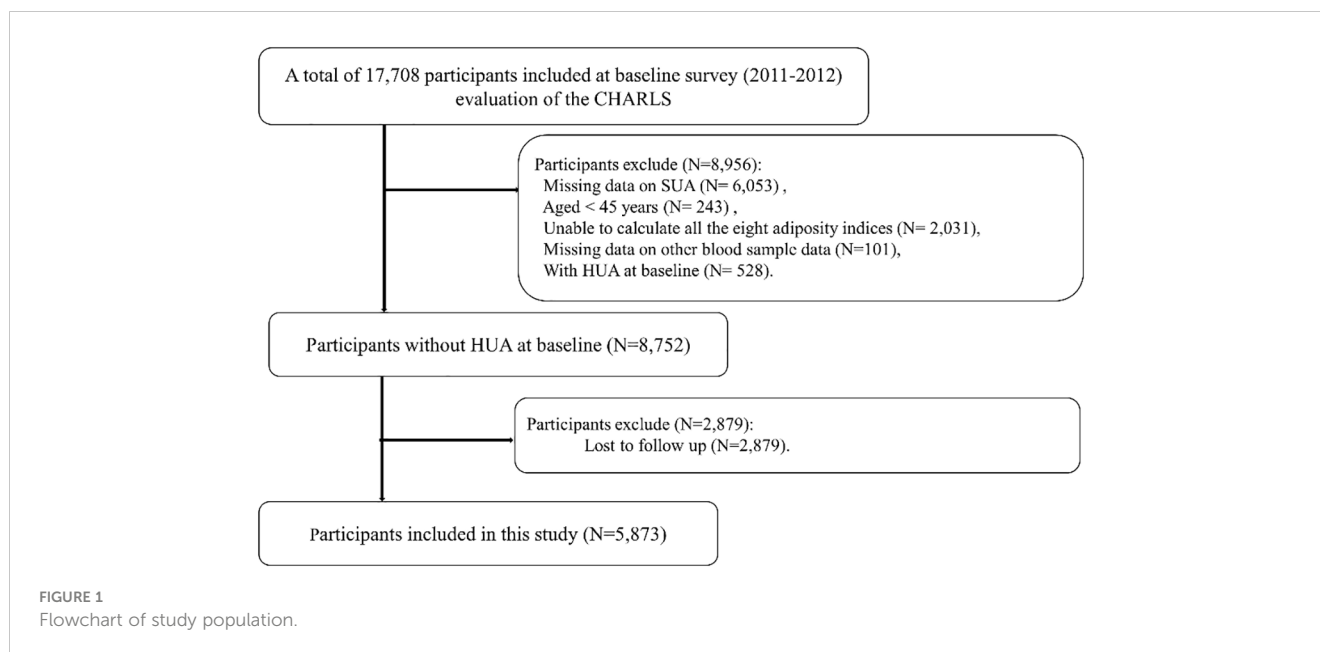 A total of 17,708 participants included at baseline survey (2011-2012)
evaluation of the CHARLS
Participants exclude (N=8,956):
Missing data on SUA (N= 6,053) ,
Aged < 45 years (N= 243) ,
Unable to calculate all the eight adiposity indices (N= 2,031),
Missing data on other blood sample data (N=101),
With HUA at baseline (N= 528).
Participants without HUA at baseline (N=8,752)
Participants exclude (N=2,879):
Lost to follow up (N=2,879).
Participants included in this study (N=5,873)
FIGURE 1
Flowchart of study population.